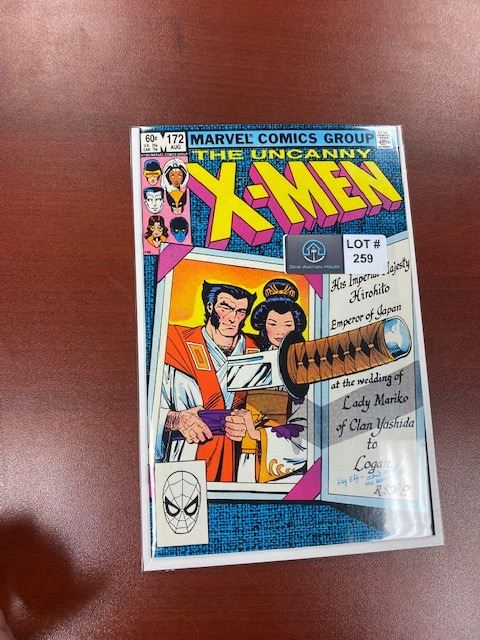 60¢
172
AUG
MARVEL COMICS GROUP
THE UNCANNY
X-MEN
LOT #
259
His Imperial Majesty
Hirohito
Emperor of Japan
at the wedding of
Lady Mariko
of Clan Yashida
to
Logan
R.S.V.P.